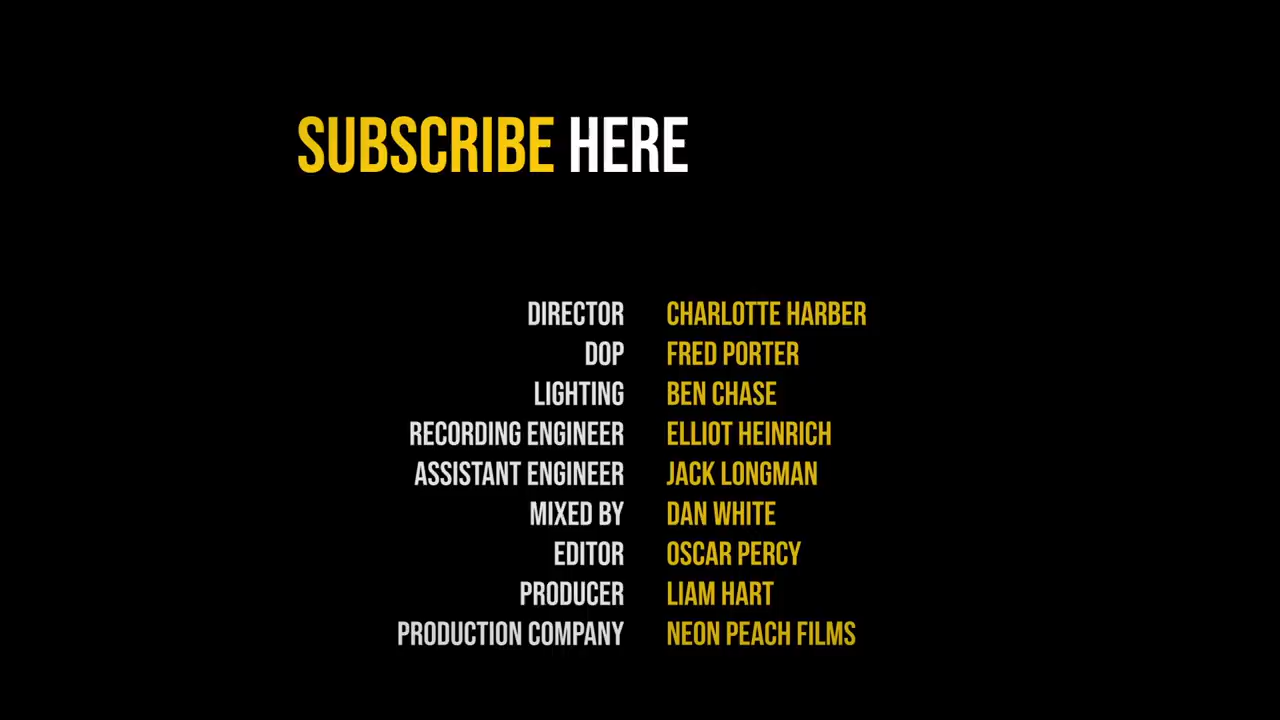 SUBSCRIBE HERE
DIRECTOR CHARLOTTE HARBER
DOP FRED PORTER
LIGHTING BEN CHASE
RECORDING ENGINEER ELLIOT HEINRICH
ASSISTANT ENGINEER JACK LONGMAN
MIXED BY DAN WHITE
EDITOR OSCAR PERCY
PRODUCER LIAM HART
PRODUCTION COMPANY NEON PEACH FILMS